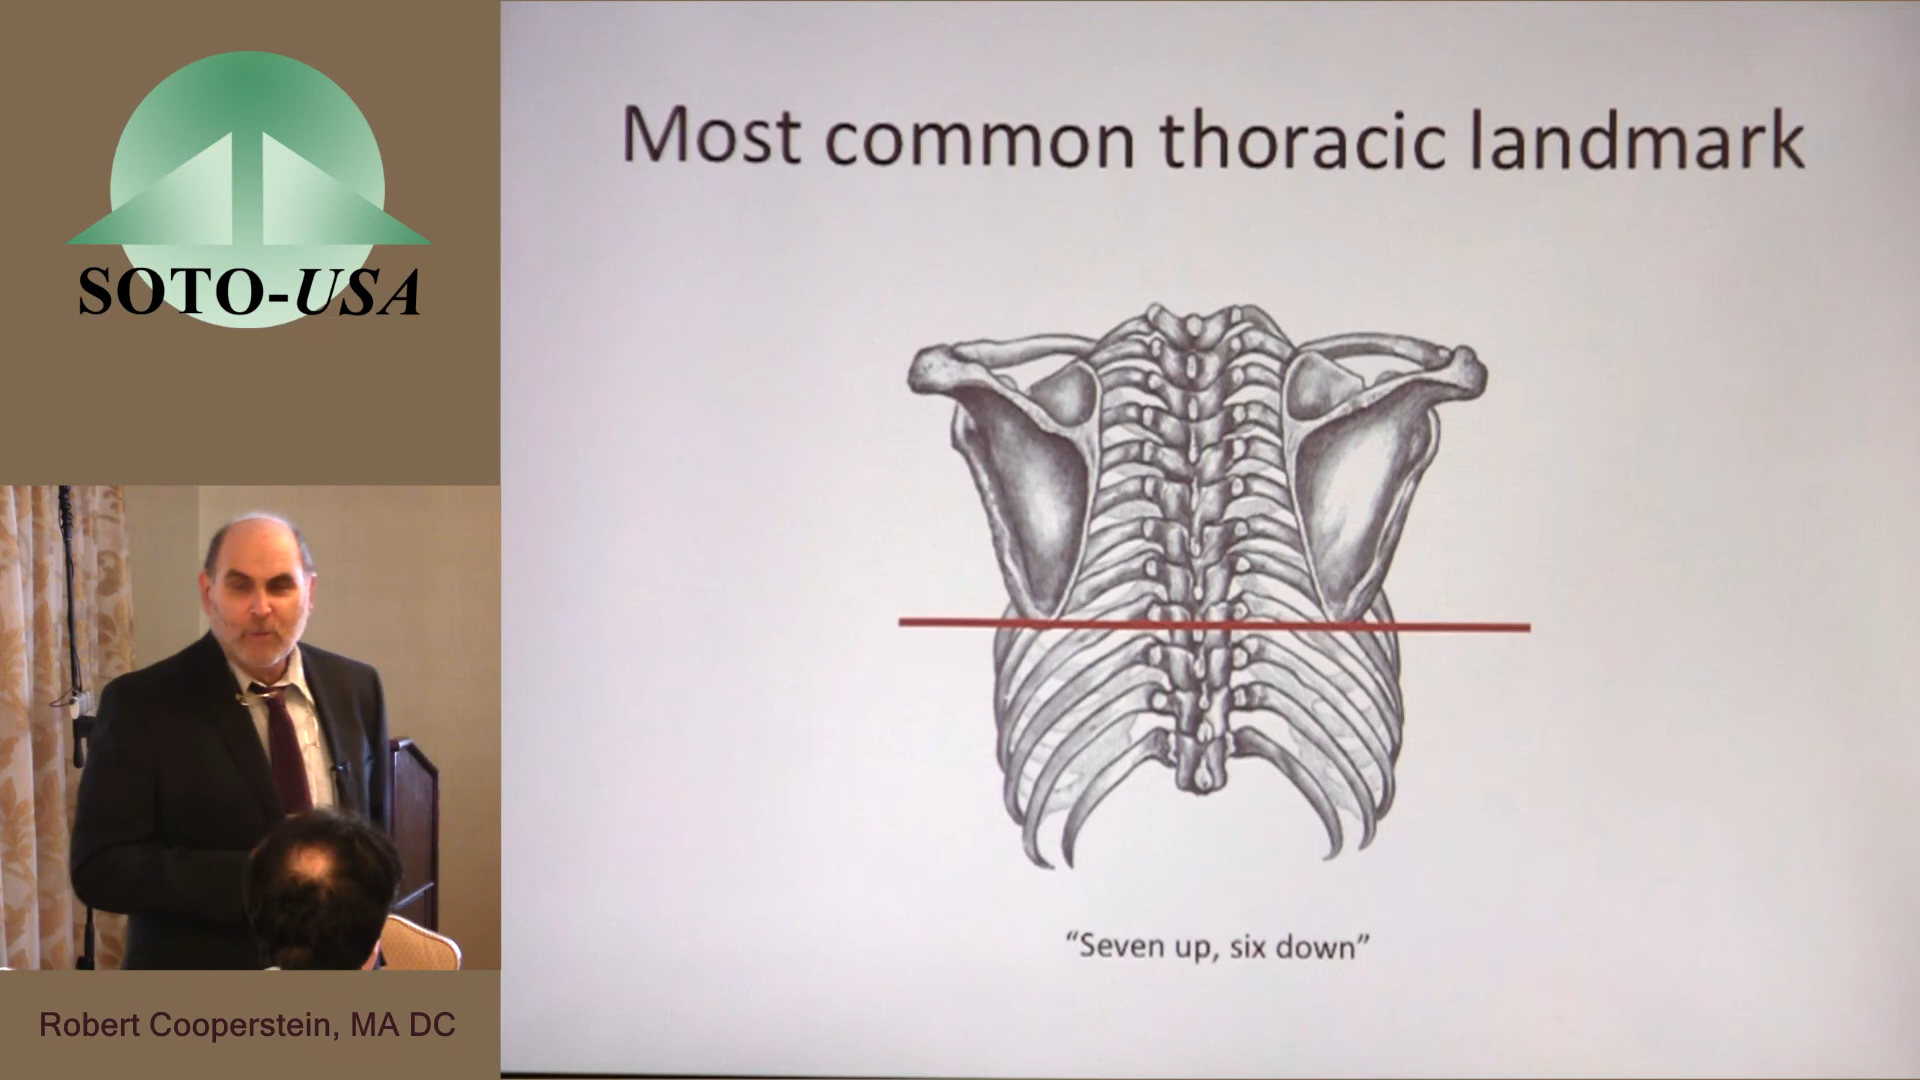 SOTO-USA
Most common thoracic landmark
"Seven up, six down"
Robert Cooperstein, MA DC